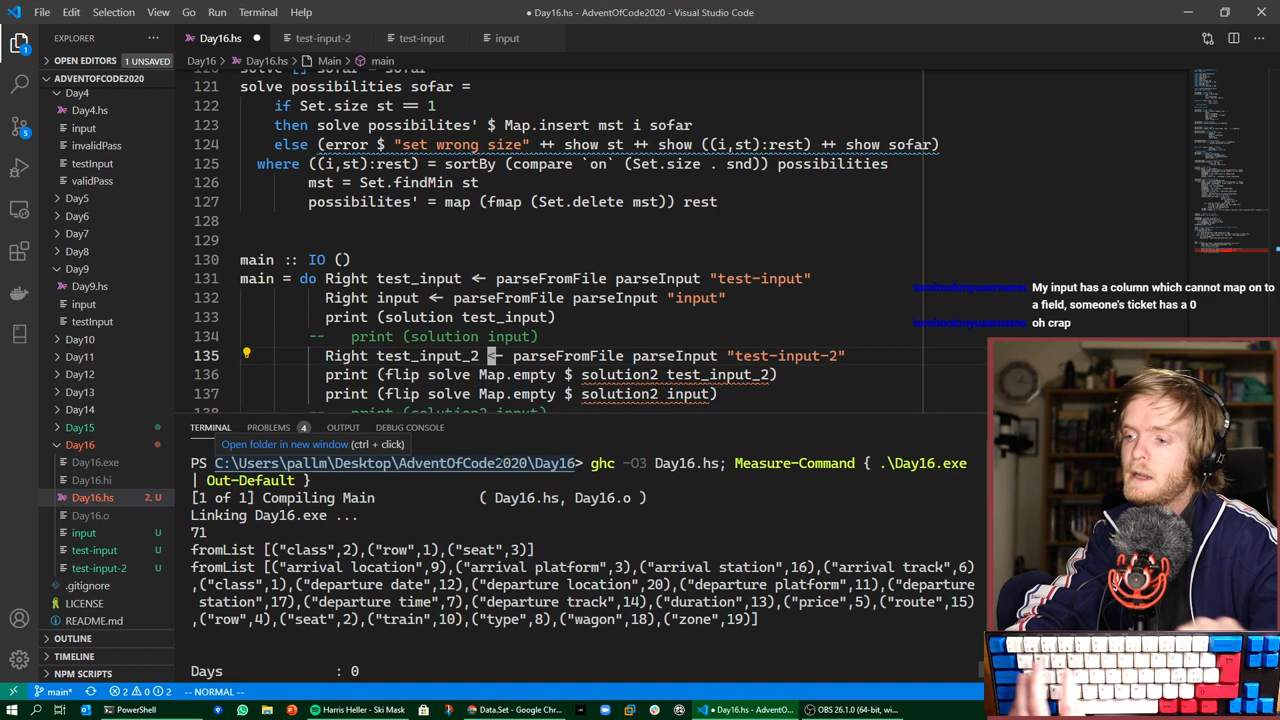 File Edit Selection View Go Run Terminal Help
● Day16.hs - AdventOfCode2020 - Visual Studio Code
EXPLORER
Day16.hs
test-input-2
test-input
input
OPEN EDITORS 1 UNSAVED
Day16 > Day16.hs > Main > main
ADVENTOFCODE2020
Day4
Day4.hs
input
invalidPass
testInput
validPass
Day5
Day6
Day7
Day8
Day9
Day9.hs
input
testInput
Day10
Day11
Day12
Day13
Day14
Day15
Day16
Day16.exe
Day16.hi
Day16.hs 2, U
Day16.o
input U
test-input U
test-input-2 U
.gitignore
LICENSE
README.md
OUTLINE
TIMELINE
NPM SCRIPTS
120 solve [] sofar = sofar
121 solve possibilities sofar =
122 if Set.size st == 1
123 then solve possibilites' $ Map.insert mst i sofar
124 else (error $ "set wrong size" ++ show st ++ show ((i,st):rest) ++ show sofar)
125 where ((i,st):rest) = sortBy (compare `on` (Set.size . snd)) possibilities
126 mst = Set.findMin st
127 possibilites' = map (fmap (Set.delete mst)) rest
128
129
130 main :: IO ()
131 main = do Right test_input <- parseFromFile parseInput "test-input"
132 Right input <- parseFromFile parseInput "input"
133 print (solution test_input)
134 -- print (solution input)
135 Right test_input_2 <- parseFromFile parseInput "test-input-2"
136 print (flip solve Map.empty $ solution2 test_input_2)
137 print (flip solve Map.empty $ solution2 input)
138 -- print (solution2 input)
My input has a column which cannot map on to
a field, someone's ticket has a 0
oh crap
TERMINAL PROBLEMS 4 OUTPUT DEBUG CONSOLE
Open folder in new window (ctrl + click)
PS C:\Users\pallm\Desktop\AdventOfCode2020\Day16> ghc -O3 Day16.hs; Measure-Command { .\Day16.exe
| Out-Default }
[1 of 1] Compiling Main ( Day16.hs, Day16.o )
Linking Day16.exe ...
71
fromList [("class",2),("row",1),("seat",3)]
fromList [("arrival location",9),("arrival platform",3),("arrival station",16),("arrival track",6)
,("class",1),("departure date",12),("departure location",20),("departure platform",11),("departure
station",17),("departure time",7),("departure track",14),("duration",13),("price",5),("route",15)
,("row",4),("seat",2),("train",10),("type",8),("wagon",18),("zone",19)]
Days : 0
main* 2 0 2 -- NORMAL --
PowerShell
Harris Heller - Ski Mask
Data.Set - Google Chr...
● Day16.hs - AdventO...
OBS 26.1.0 (64-bit, wi...